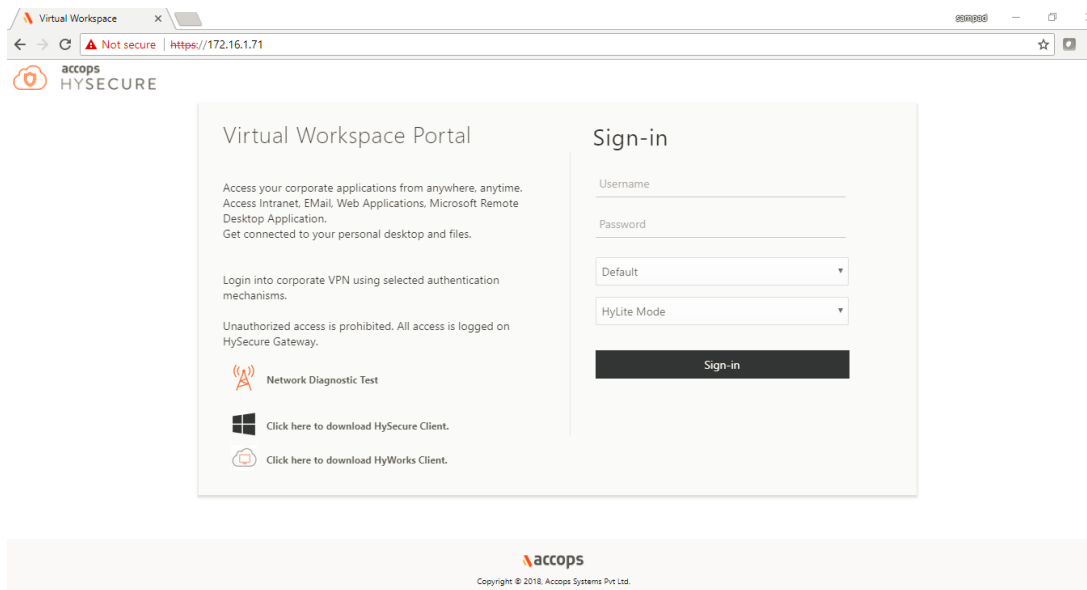 Virtual Workspace
sampad
Not secure https://172.16.1.71
accops
HYSECURE
Virtual Workspace Portal
Access your corporate applications from anywhere, anytime.
Access Intranet, EMail, Web Applications, Microsoft Remote
Desktop Application.
Get connected to your personal desktop and files.
Login into corporate VPN using selected authentication
mechanisms.
Unauthorized access is prohibited. All access is logged on
HySecure Gateway.
Network Diagnostic Test
Click here to download HySecure Client.
Click here to download HyWorks Client.
Sign-in
Username
Password
Default
HyLite Mode
Sign-in
accops
Copyright © 2018, Accops Systems Pvt Ltd.